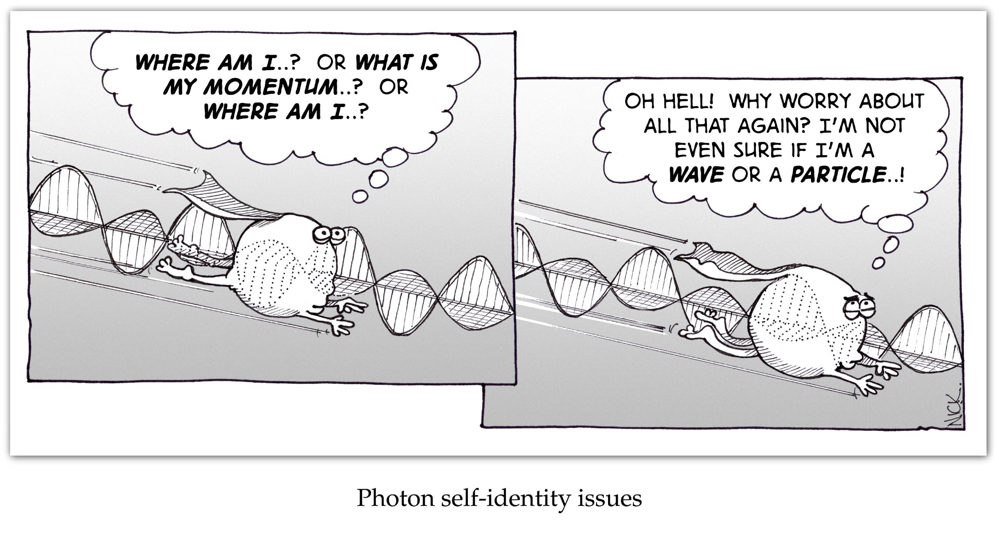 WHERE AM I..? OR WHAT IS
MY MOMENTUM..? OR
WHERE AM I..?
OH HELL! WHY WORRY ABOUT
ALL THAT AGAIN? I'M NOT
EVEN SURE IF I'M A
WAVE OR A PARTICLE..!
NICK..
Photon self-identity issues